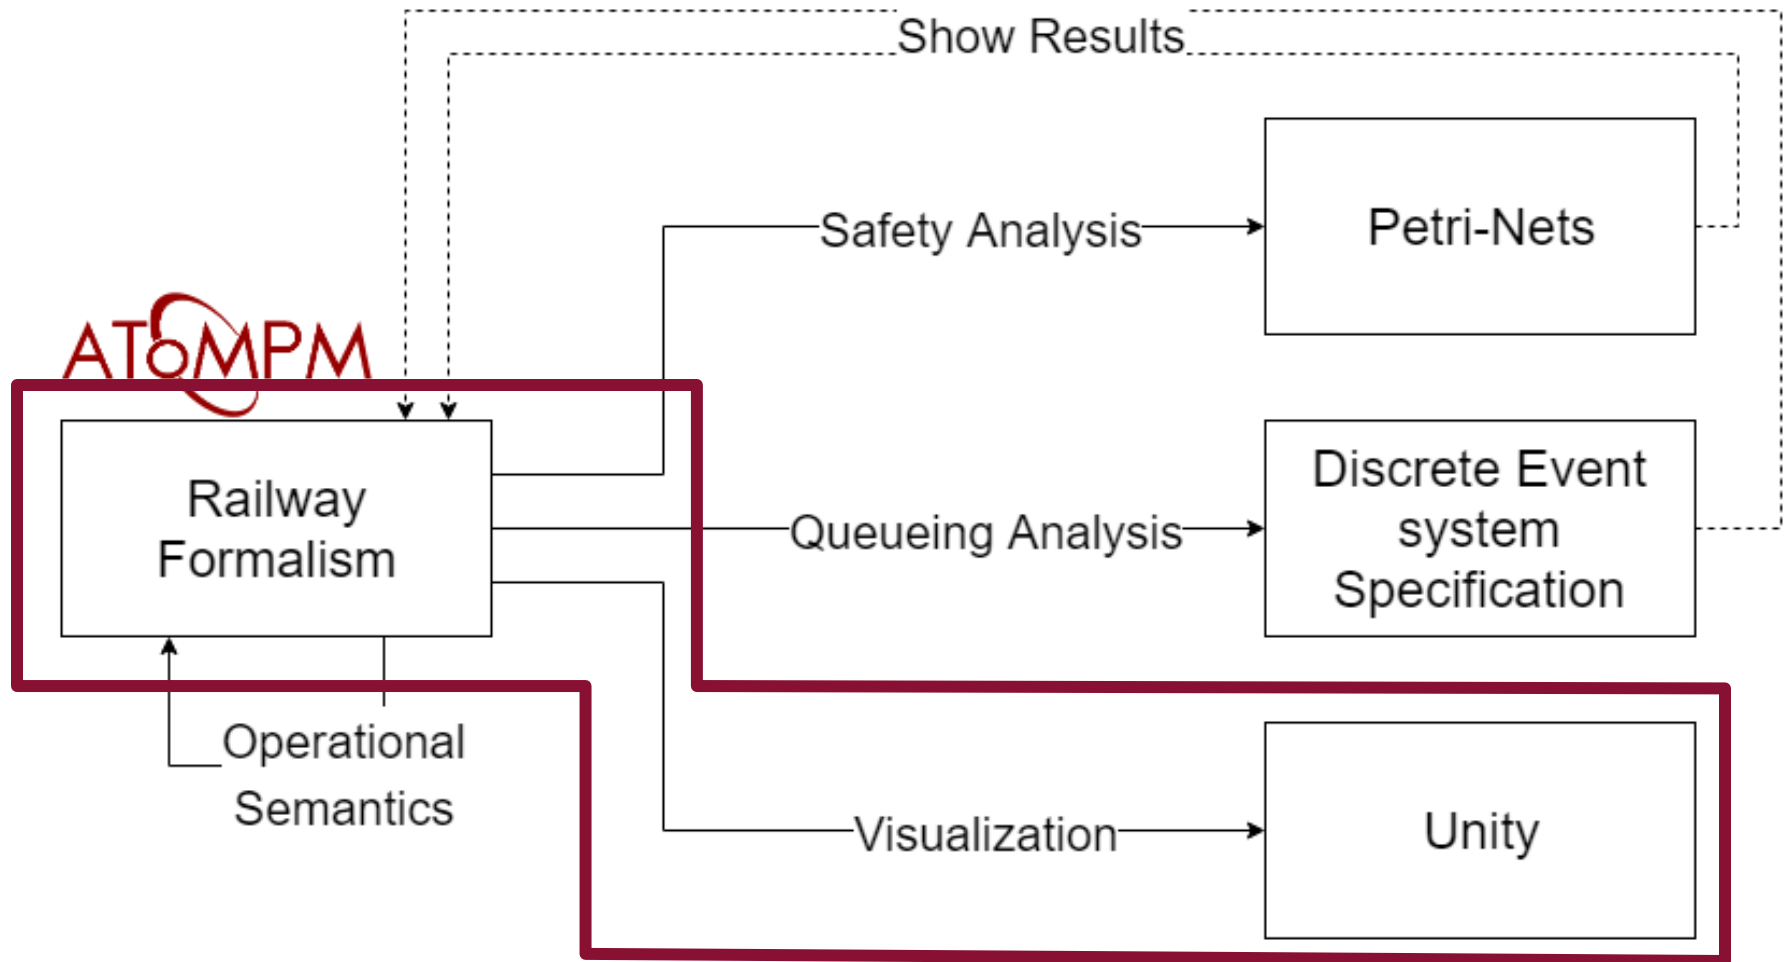 Show Results
Safety Analysis
Petri-Nets
AToMPM
Railway
Formalism
Queueing Analysis
Discrete Event
system
Specification
Operational
Semantics
Visualization
Unity